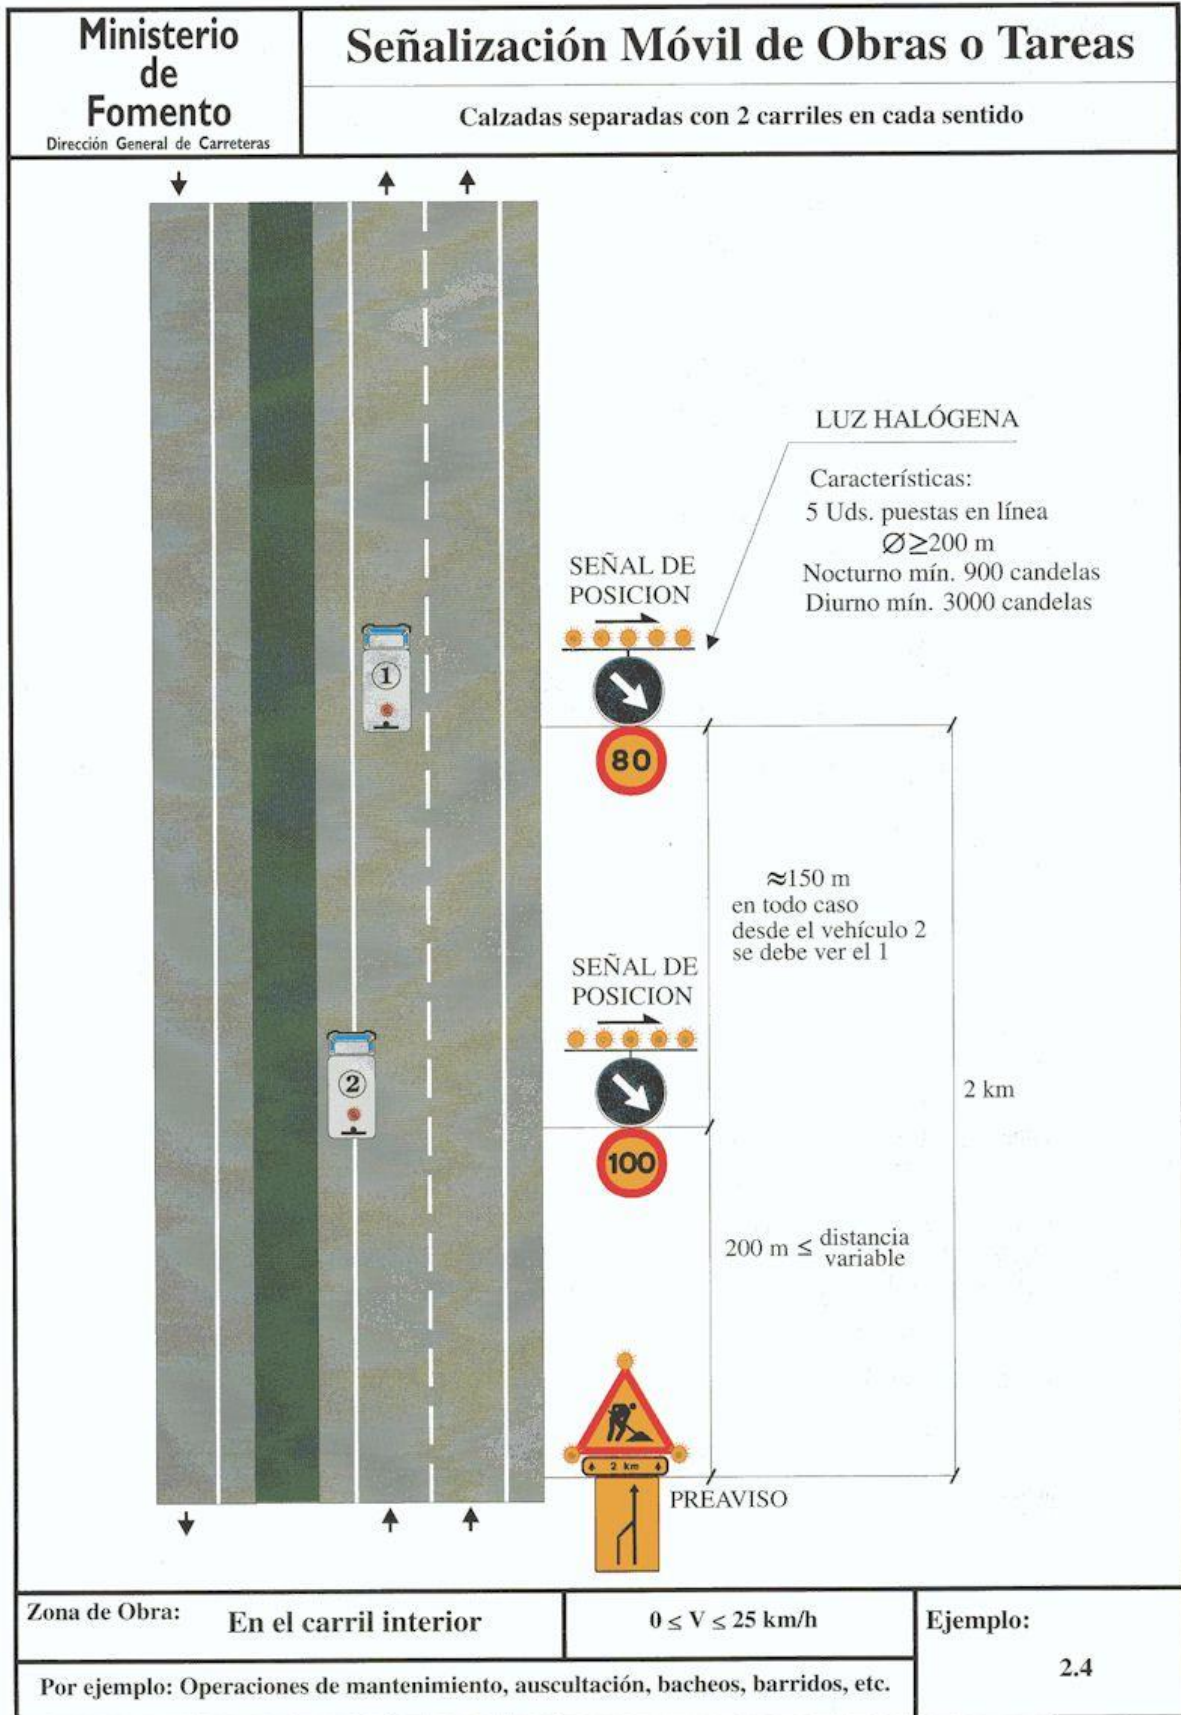 Ministerio
de
Fomento
Dirección General de Carreteras
Señalización Móvil de Obras o Tareas
Calzadas separadas con 2 carriles en cada sentido
LUZ HALÓGENA
Características:
5 Uds. puestas en línea
Ø≥200 m
Nocturno mín. 900 candelas
Diurno mín. 3000 candelas
SEÑAL DE
POSICION
1
80
≈150 m
en todo caso
desde el vehículo 2
se debe ver el 1
SEÑAL DE
POSICION
2
100
2 km
200 m ≤ distancia
variable
2 km
PREAVISO
Zona de Obra: En el carril interior
0 ≤ V ≤ 25 km/h
Ejemplo:
2.4
Por ejemplo: Operaciones de mantenimiento, auscultación, bacheos, barridos, etc.